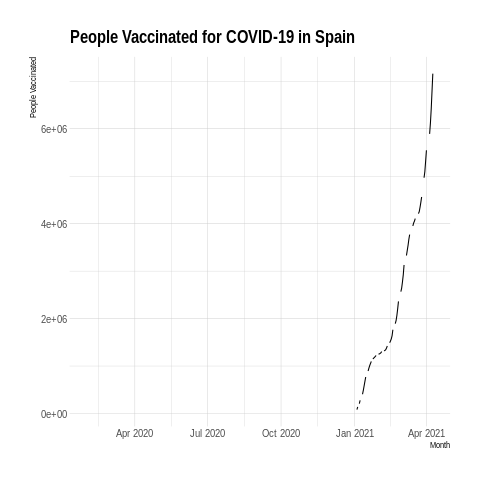 People Vaccinated for COVID-19 in Spain
People Vaccinated
6e+06
4e+06
2e+06
0e+00
Apr 2020 Jul 2020 Oct 2020 Jan 2021 Apr 2021
Month